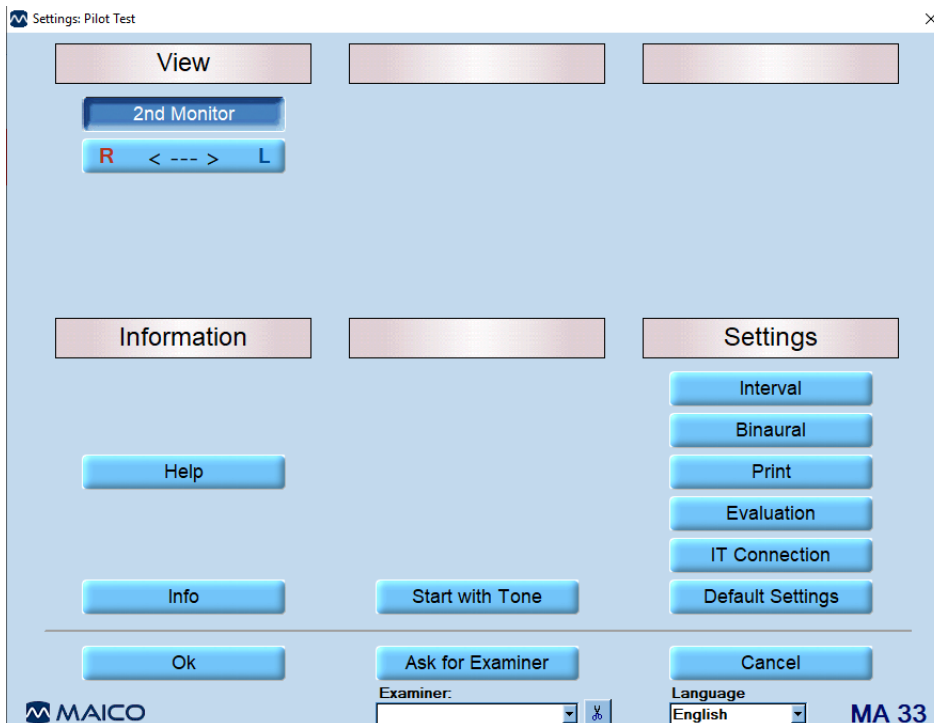 Settings: Pilot Test
View
2nd Monitor
R < --- > L
Information
Settings
Interval
Binaural
Help
Print
Evaluation
IT Connection
Info
Start with Tone
Default Settings
Ok
Ask for Examiner
Cancel
Examiner:
Language
English
MAICO
MA 33